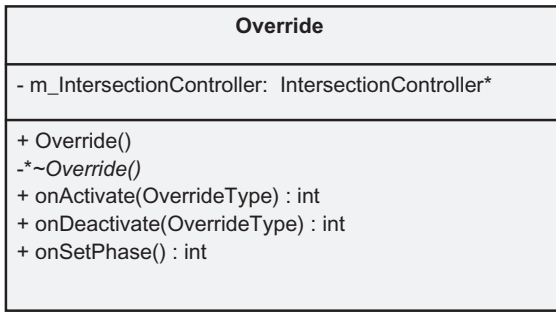 Override
- m_IntersectionController: IntersectionController*
+ Override()
-*~Override()
+ onActivate(OverrideType) : int
+ onDeactivate(OverrideType) : int
+ onSetPhase() : int